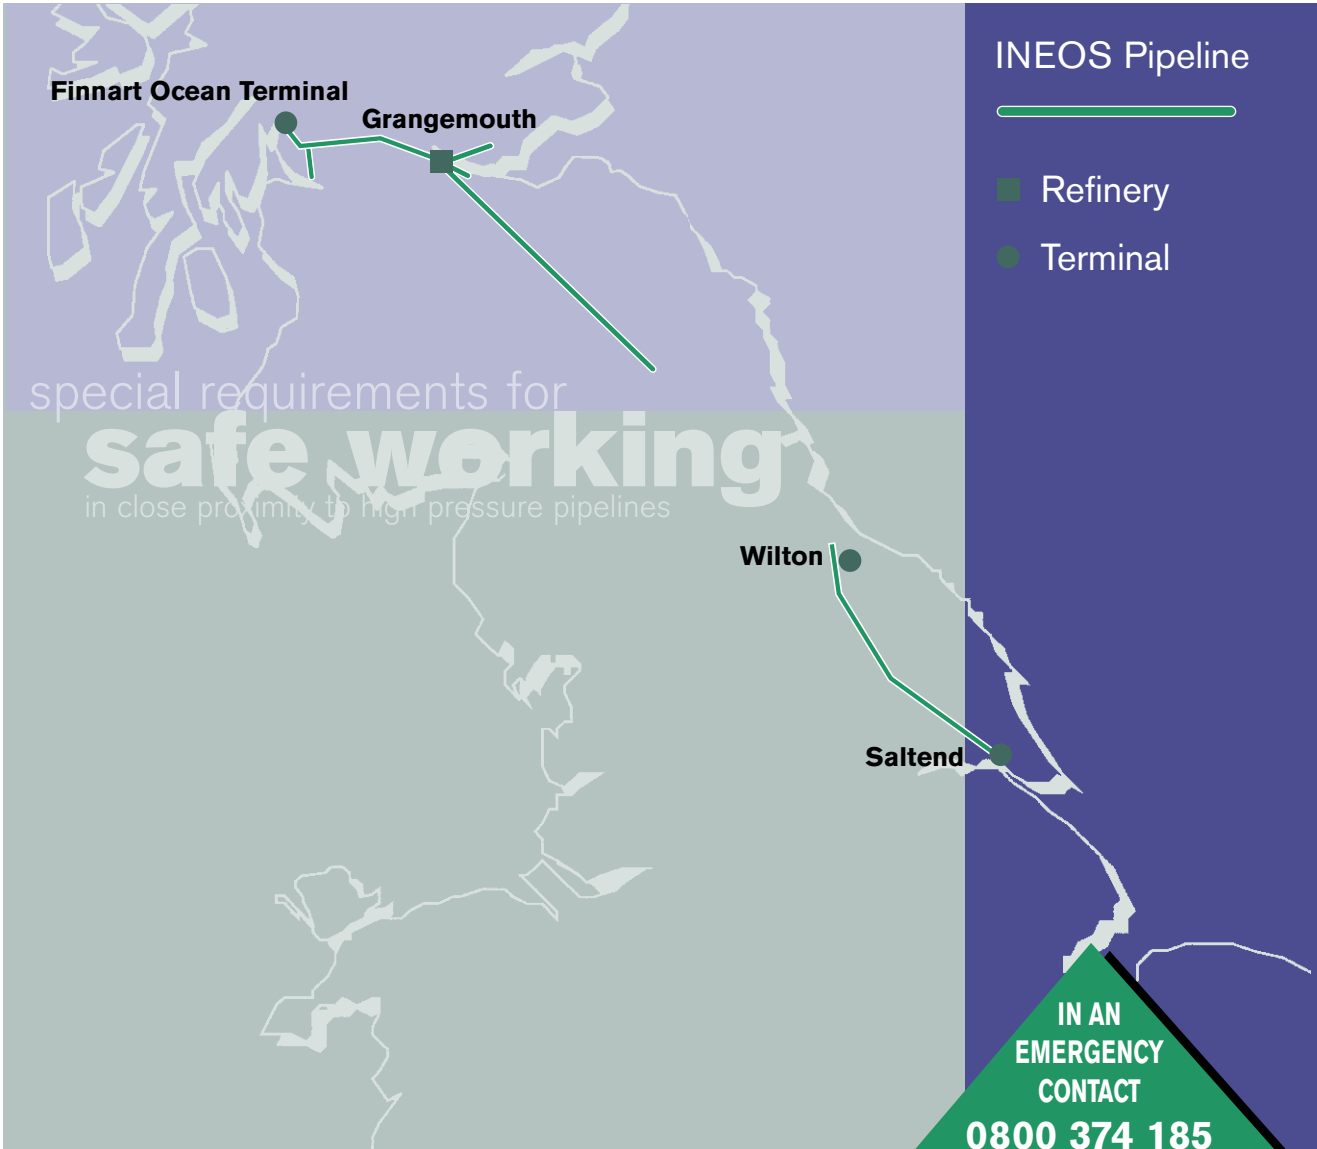 INEOS Pipeline
Refinery
Terminal
Finnart Ocean Terminal
Grangemouth
special requirements for
safe working
in close proximity to high pressure pipelines
Wilton
Saltend
IN AN
EMERGENCY
CONTACT
0800 374 185